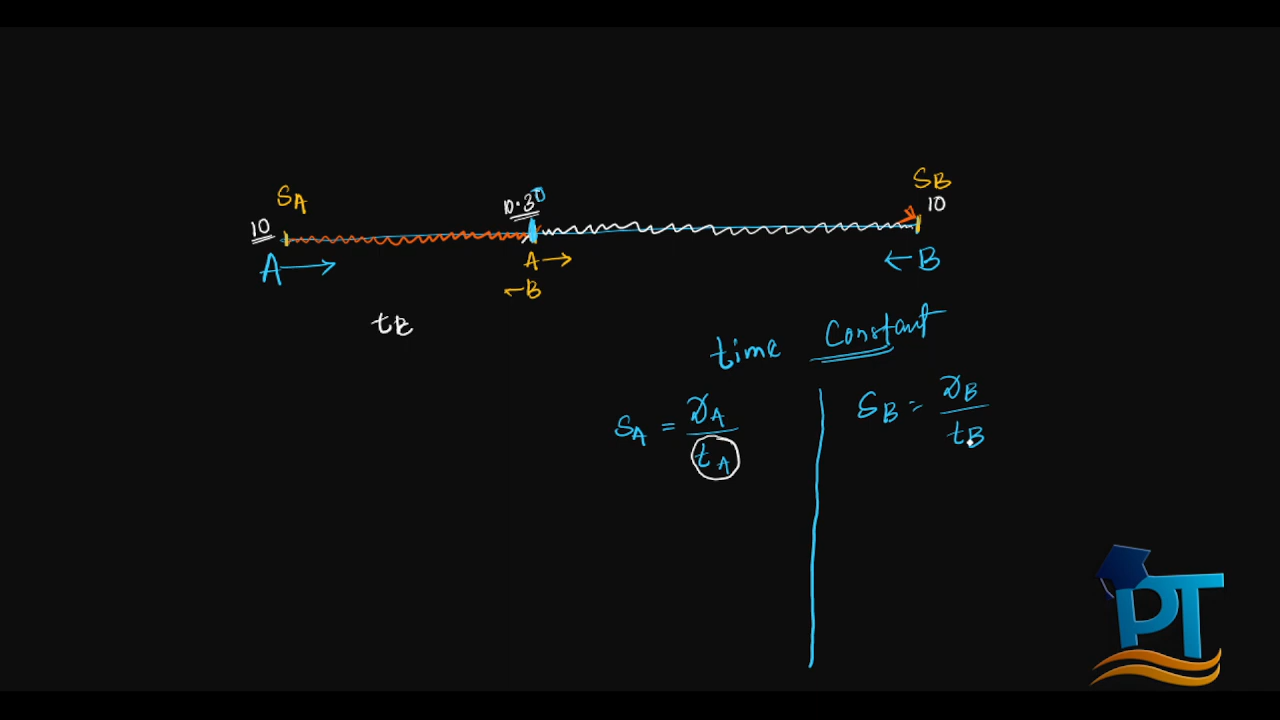 SA
SB
10
10.30
10
A →
A →
← B
← B
tB
time Constant
SA = DA / tA
SB = DB / tB
PT